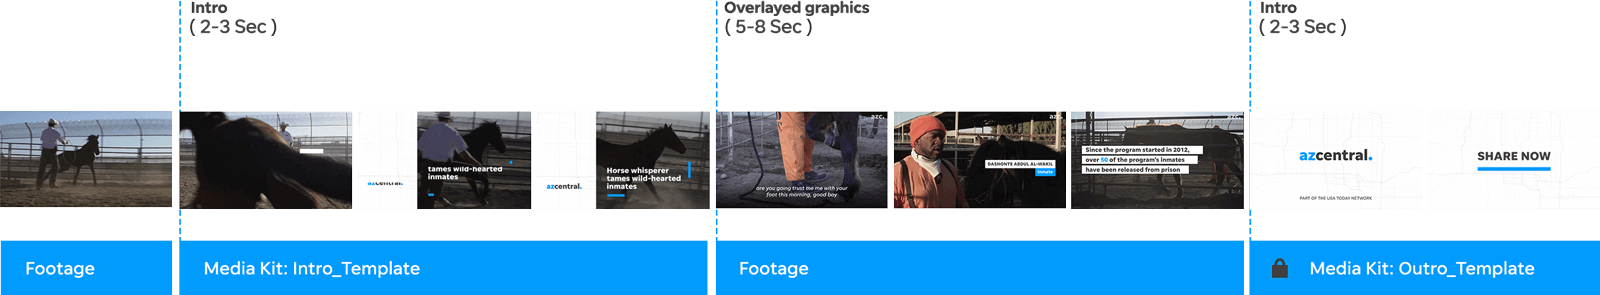 Intro
( 2-3 Sec )
Overlayed graphics
( 5-8 Sec )
Intro
( 2-3 Sec )
azcentral.
tames wild-hearted
inmates
azcentral.
Horse whisperer
tames wild-hearted
inmates
azc.
are you going trust me me with your
foot this morning, good boy
azc.
DASHONTE ABDUL AL-WAKIL
Inmate
azc.
Since the program started in 2012,
over 50 of the program's inmates
have been released from prison
azcentral.
PART OF THE USA TODAY NETWORK
SHARE NOW
Footage
Media Kit: Intro_Template
Footage
Media Kit: Outro_Template